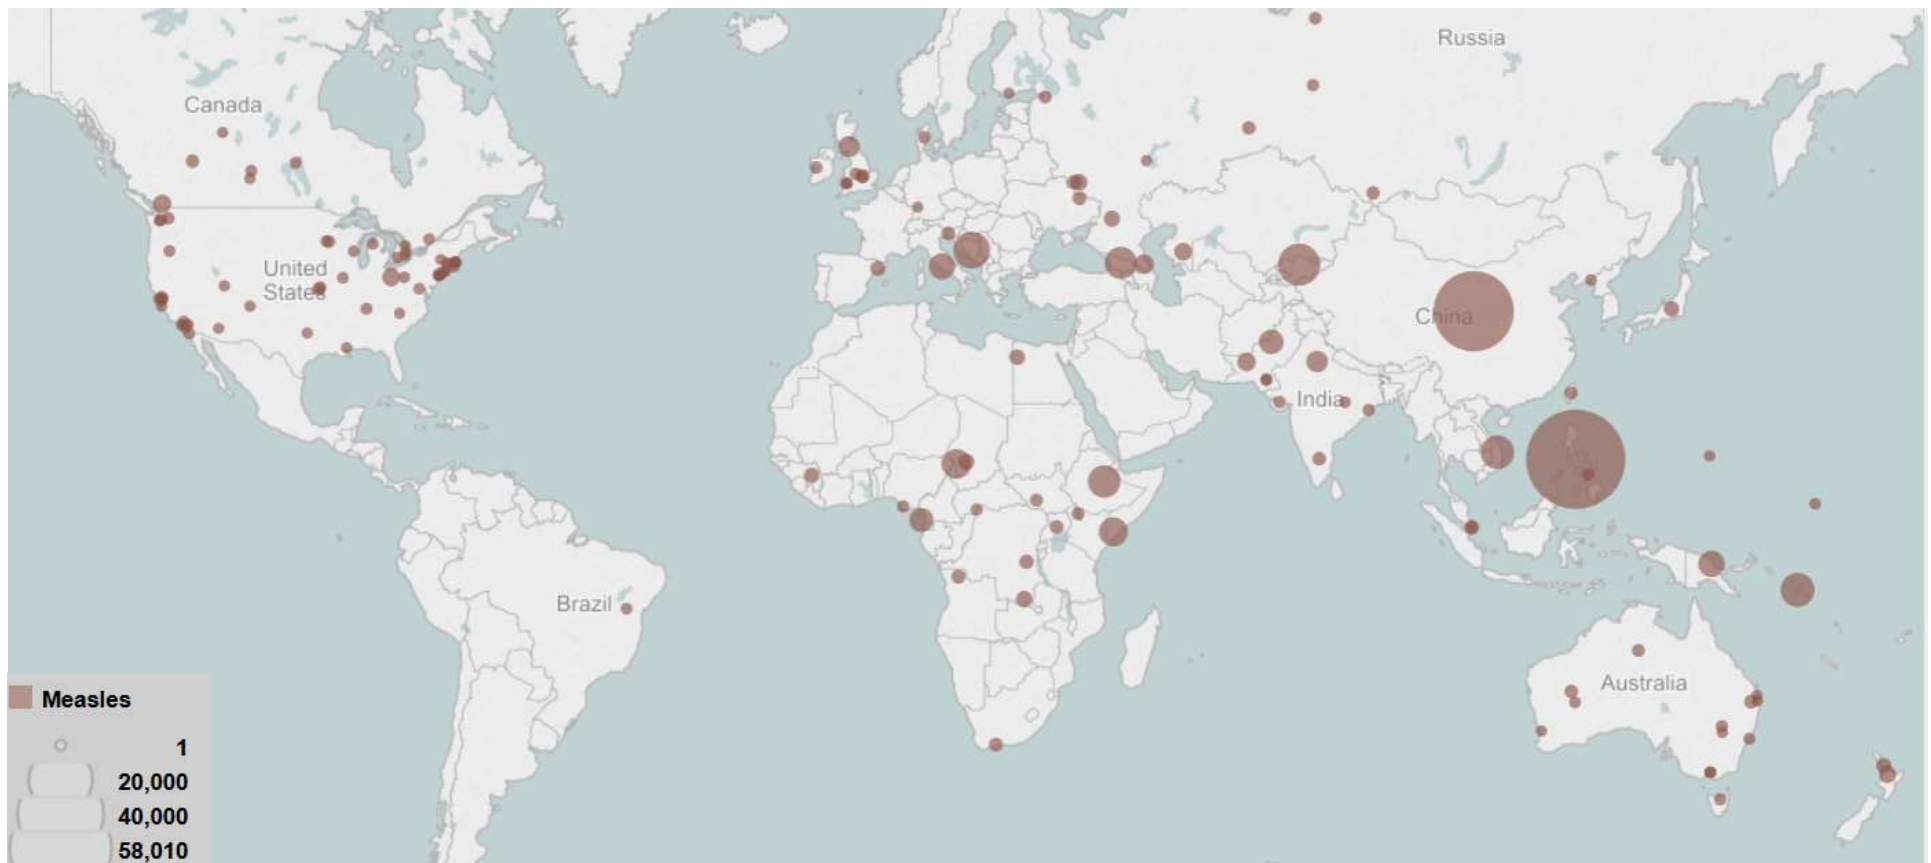 Russia
Canada
United
States
China
India
Brazil
Australia
Measles
1
20,000
40,000
58,010